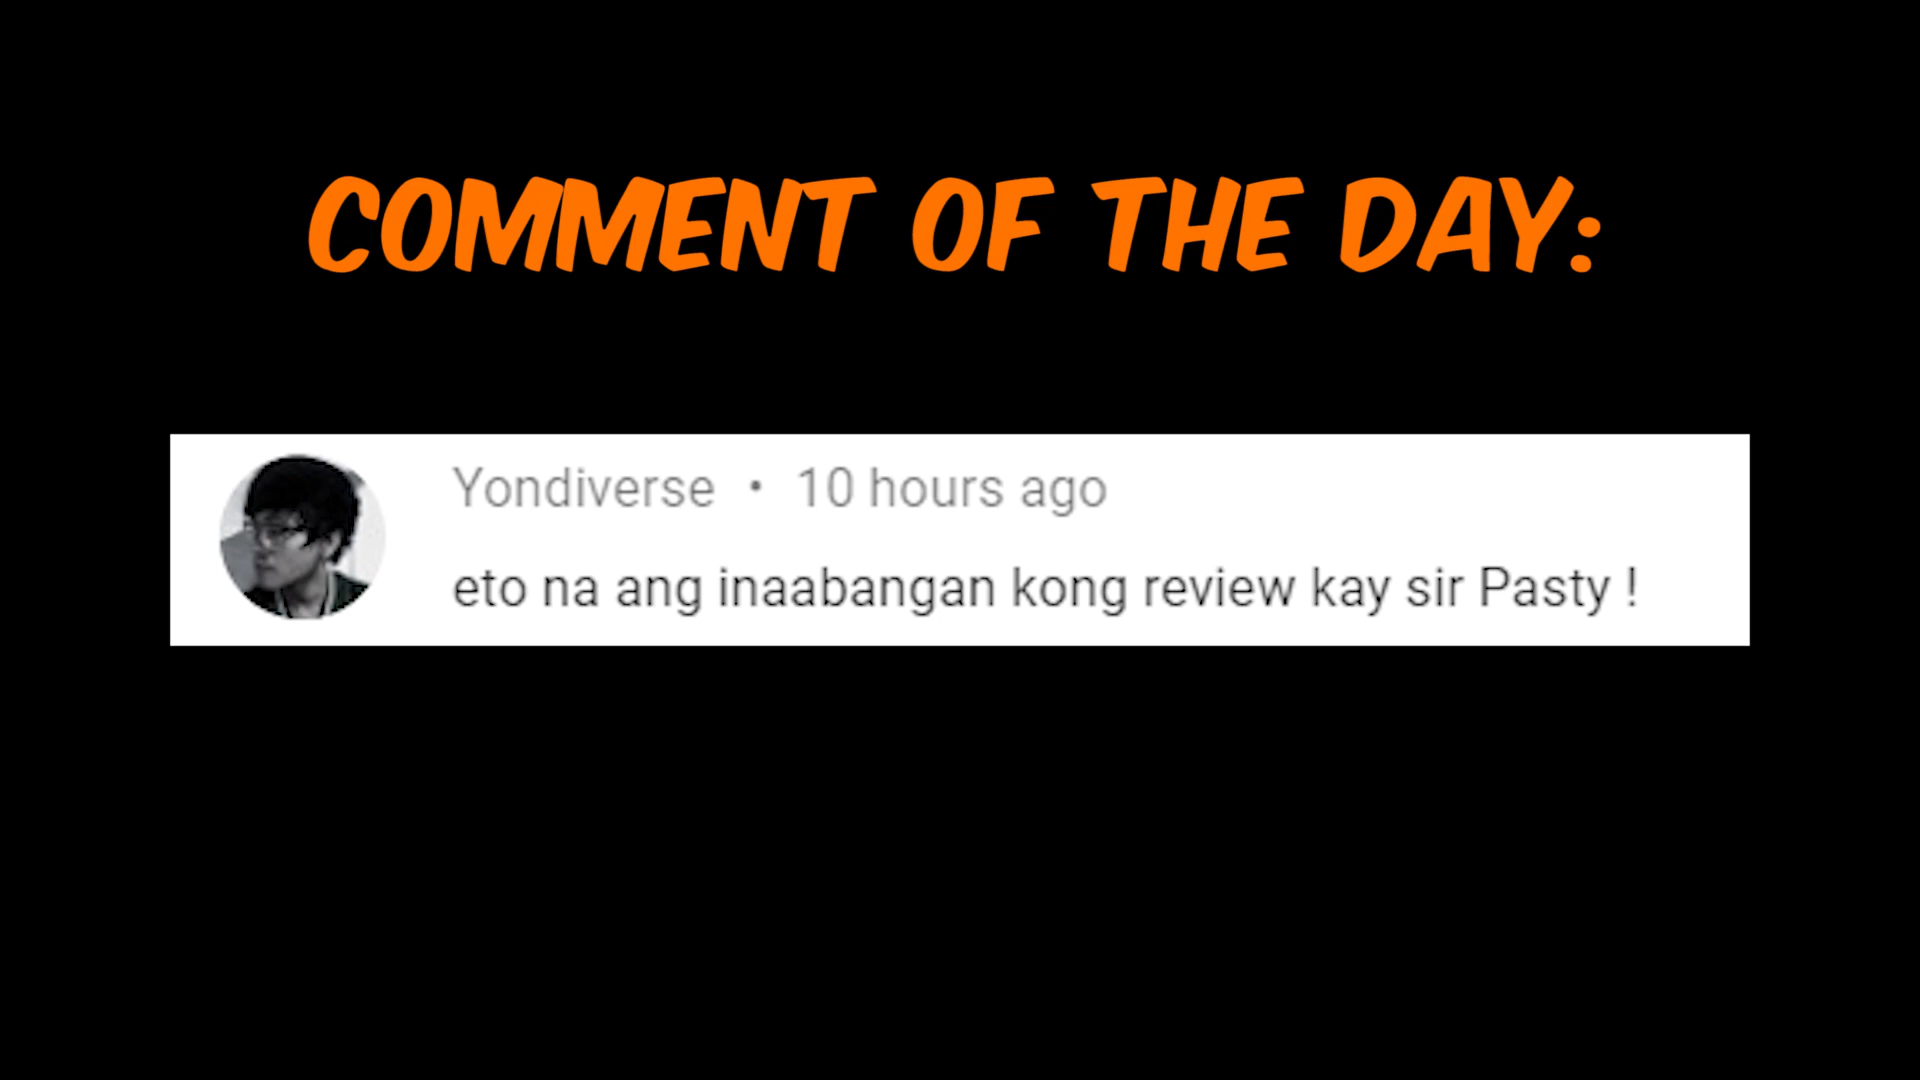 COMMENT OF THE DAY:
Yondiverse • 10 hours ago
eto na ang inaabangan kong review kay sir Pasty !